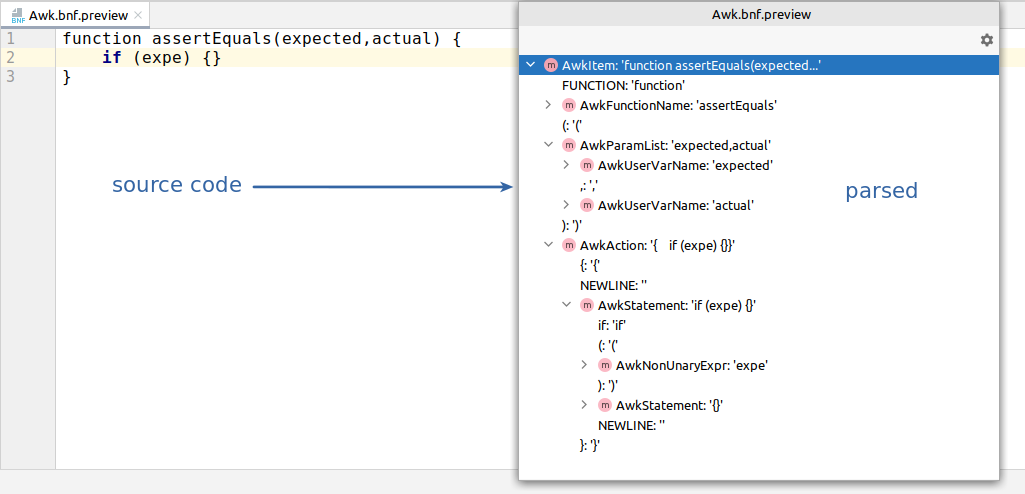 BNF Awk.bnf.preview
1 function assertEquals(expected,actual) {
2 if (expe) {}
3 }
source code
Awk.bnf.preview
m AwkItem: 'function assertEquals(expected...'
FUNCTION: 'function'
m AwkFunctionName: 'assertEquals'
(: '('
m AwkParamList: 'expected,actual'
m AwkUserVarName: 'expected'
,: ','
m AwkUserVarName: 'actual'
): ')'
m AwkAction: '{   if (expe) {}}'
{: '{'
NEWLINE: ''
m AwkStatement: 'if (expe) {}'
if: 'if'
(: '('
m AwkNonUnaryExpr: 'expe'
): ')'
m AwkStatement: '{}'
NEWLINE: ''
}: '}'
parsed